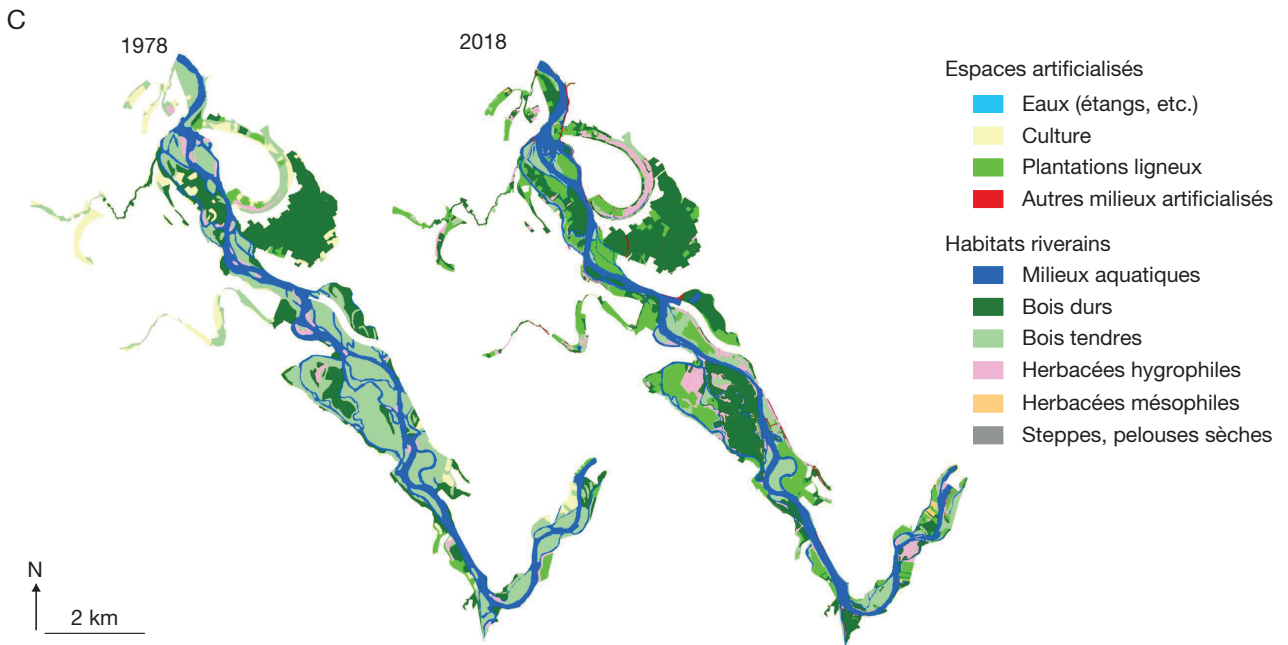 C
1978
2018
Espaces artificialisés
Eaux (étangs, etc.)
Culture
Plantations ligneux
Autres milieux artificialisés
Habitats riverains
Milieux aquatiques
Bois durs
Bois tendres
Herbacées hygrophiles
Herbacées mésophiles
Steppes, pelouses sèches
N
2 km